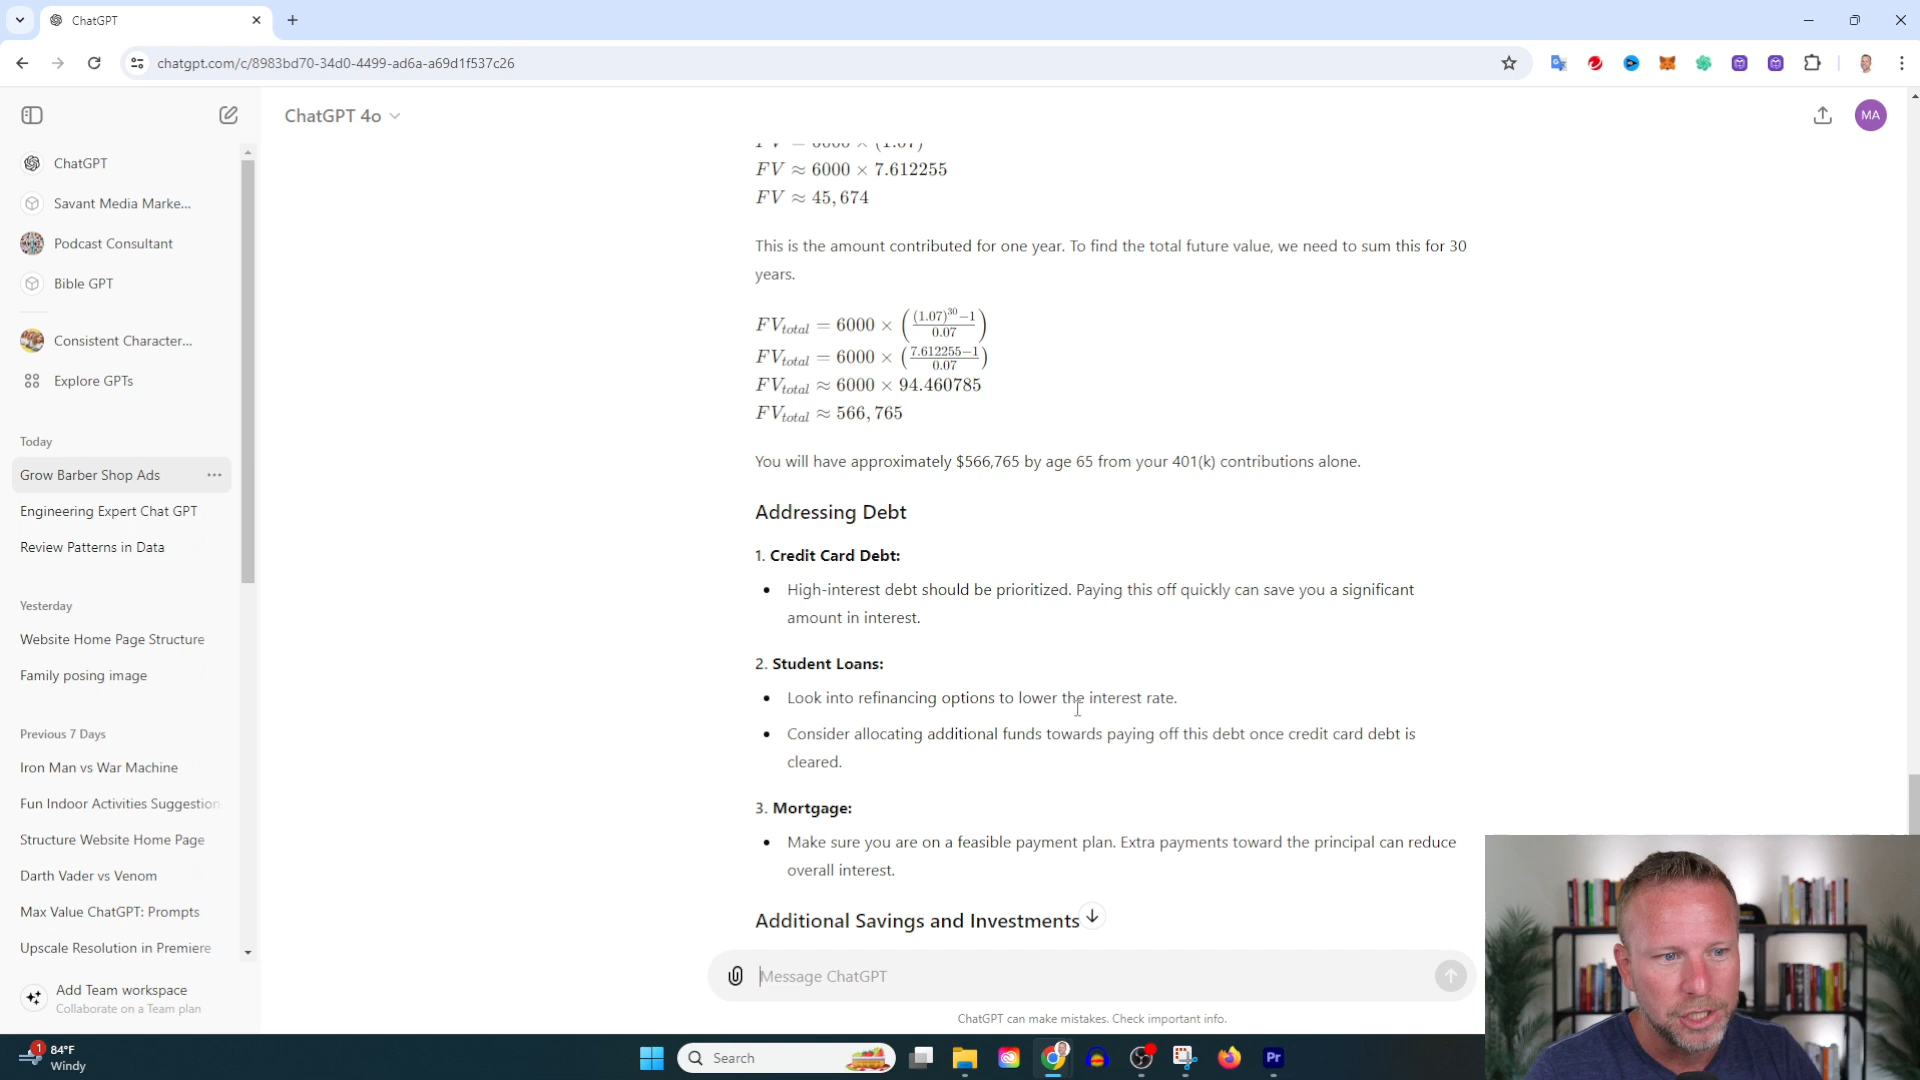 ChatGPT
chatgpt.com/c/8983bd70-34d0-4499-ad6a-a69d1f537c26
ChatGPT 4o
MA
ChatGPT
Savant Media Marke...
Podcast Consultant
Bible GPT
Consistent Character...
Explore GPTs
Today
Grow Barber Shop Ads
Engineering Expert Chat GPT
Review Patterns in Data
Yesterday
Website Home Page Structure
Family posing image
Previous 7 Days
Iron Man vs War Machine
Fun Indoor Activities Suggestion
Structure Website Home Page
Darth Vader vs Venom
Max Value ChatGPT: Prompts
Upscale Resolution in Premiere
Add Team workspace
Collaborate on a Team plan
FV ≈ 6000 × 7.612255
FV ≈ 45,674
This is the amount contributed for one year. To find the total future value, we need to sum this for 30
years.
FV_total = 6000 × ((1.07)^30−1 / 0.07)
FV_total = 6000 × (7.612255−1 / 0.07)
FV_total ≈ 6000 × 94.460785
FV_total ≈ 566,765
You will have approximately $566,765 by age 65 from your 401(k) contributions alone.
Addressing Debt
1. Credit Card Debt:
• High-interest debt should be prioritized. Paying this off quickly can save you a significant
amount in interest.
2. Student Loans:
• Look into refinancing options to lower the interest rate.
• Consider allocating additional funds towards paying off this debt once credit card debt is
cleared.
3. Mortgage:
• Make sure you are on a feasible payment plan. Extra payments toward the principal can reduce
overall interest.
Additional Savings and Investments
Message ChatGPT
ChatGPT can make mistakes. Check important info.
1
84°F
Windy
Search
Pr